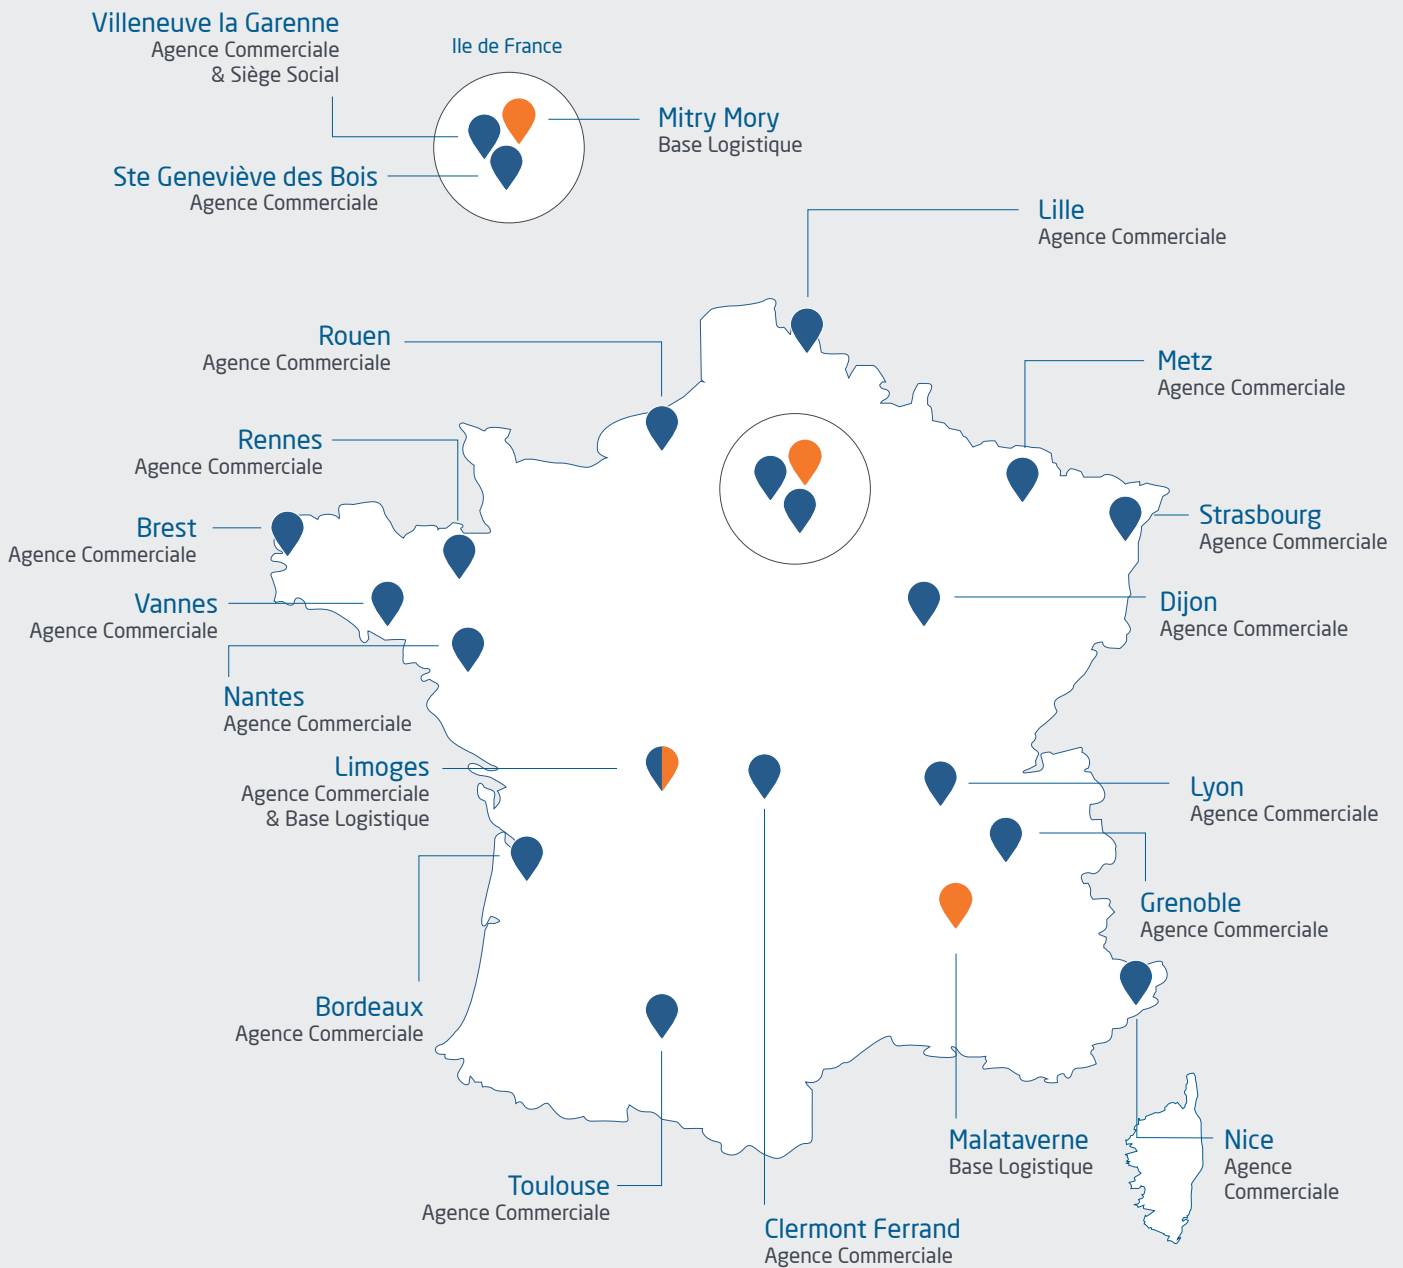 Villeneuve la Garenne
Agence Commerciale
& Siège Social
Ile de France
Mitry Mory
Base Logistique
Ste Geneviève des Bois
Agence Commerciale
Lille
Agence Commerciale
Rouen
Agence Commerciale
Metz
Agence Commerciale
Rennes
Agence Commerciale
Brest
Agence Commerciale
Strasbourg
Agence Commerciale
Vannes
Agence Commerciale
Dijon
Agence Commerciale
Nantes
Agence Commerciale
Limoges
Agence Commerciale
& Base Logistique
Lyon
Agence Commerciale
Grenoble
Agence Commerciale
Bordeaux
Agence Commerciale
Malataverne
Base Logistique
Nice
Agence
Commerciale
Toulouse
Agence Commerciale
Clermont Ferrand
Agence Commerciale